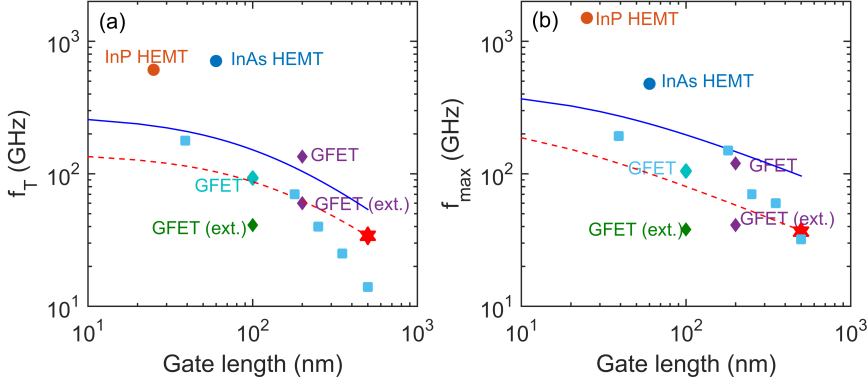 (a)
10³
10²
10¹
f_T (GHz)
InP HEMT
InAs HEMT
GFET
GFET
GFET (ext.)
GFET (ext.)
10¹
10²
10³
Gate length (nm)
(b)
10³
10²
10¹
f_max (GHz)
InP HEMT
InAs HEMT
GFET
GFET
GFET (ext.)
GFET (ext.)
10¹
10²
10³
Gate length (nm)